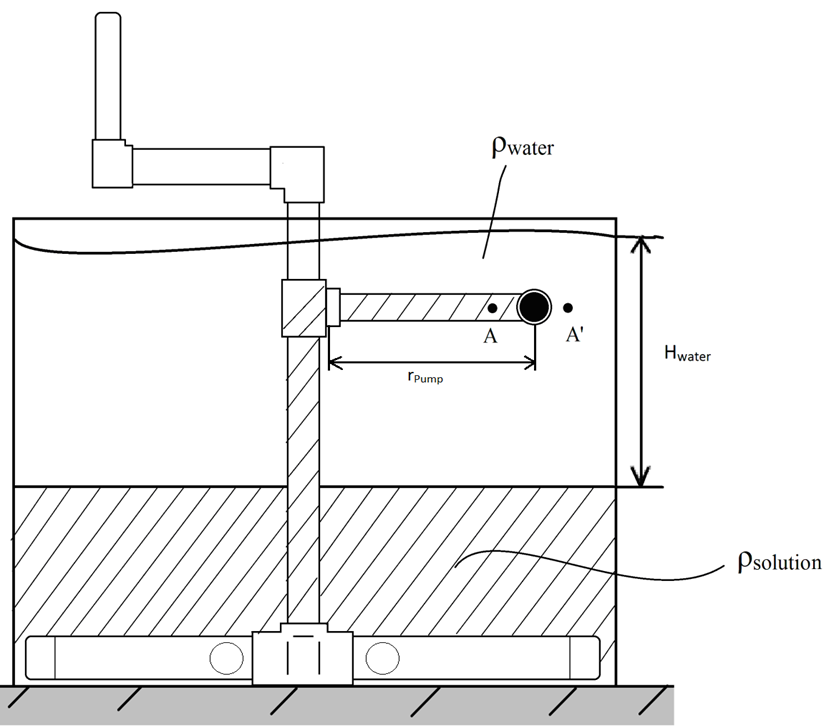 ρwater
A
A'
rPump
Hwater
ρsolution